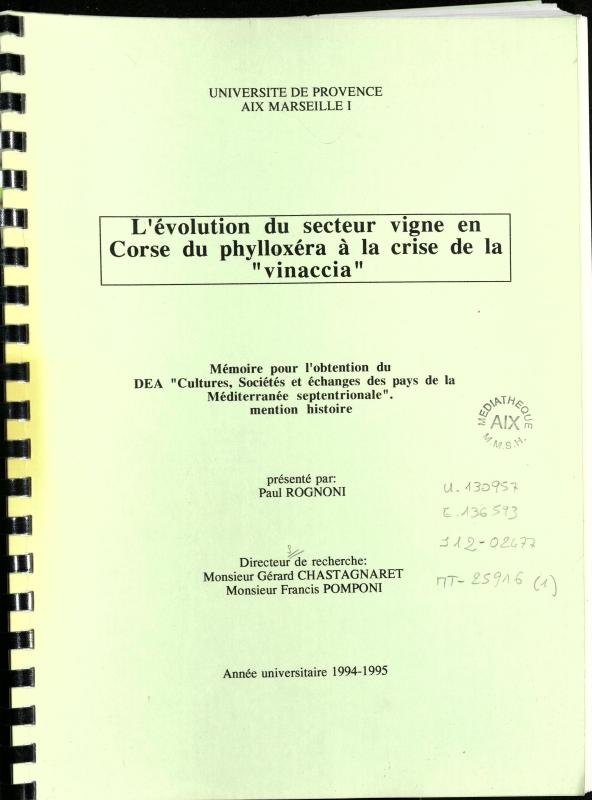 UNIVERSITE DE PROVENCE
AIX MARSEILLE I
L'évolution du secteur vigne en
Corse du phylloxéra à la crise de la
"vinaccia"
Mémoire pour l'obtention du
DEA "Cultures, Sociétés et échanges des pays de la
Méditerranée septentrionale".
mention histoire
MEDIATHEQUE
AIX
M.M.S.H.
présenté par:
Paul ROGNONI
U. 130957
E. 136593
112-02477
Directeur de recherche:
Monsieur Gérard CHASTAGNARET
Monsieur Francis POMPONI
MT-25916 (1)
Année universitaire 1994-1995